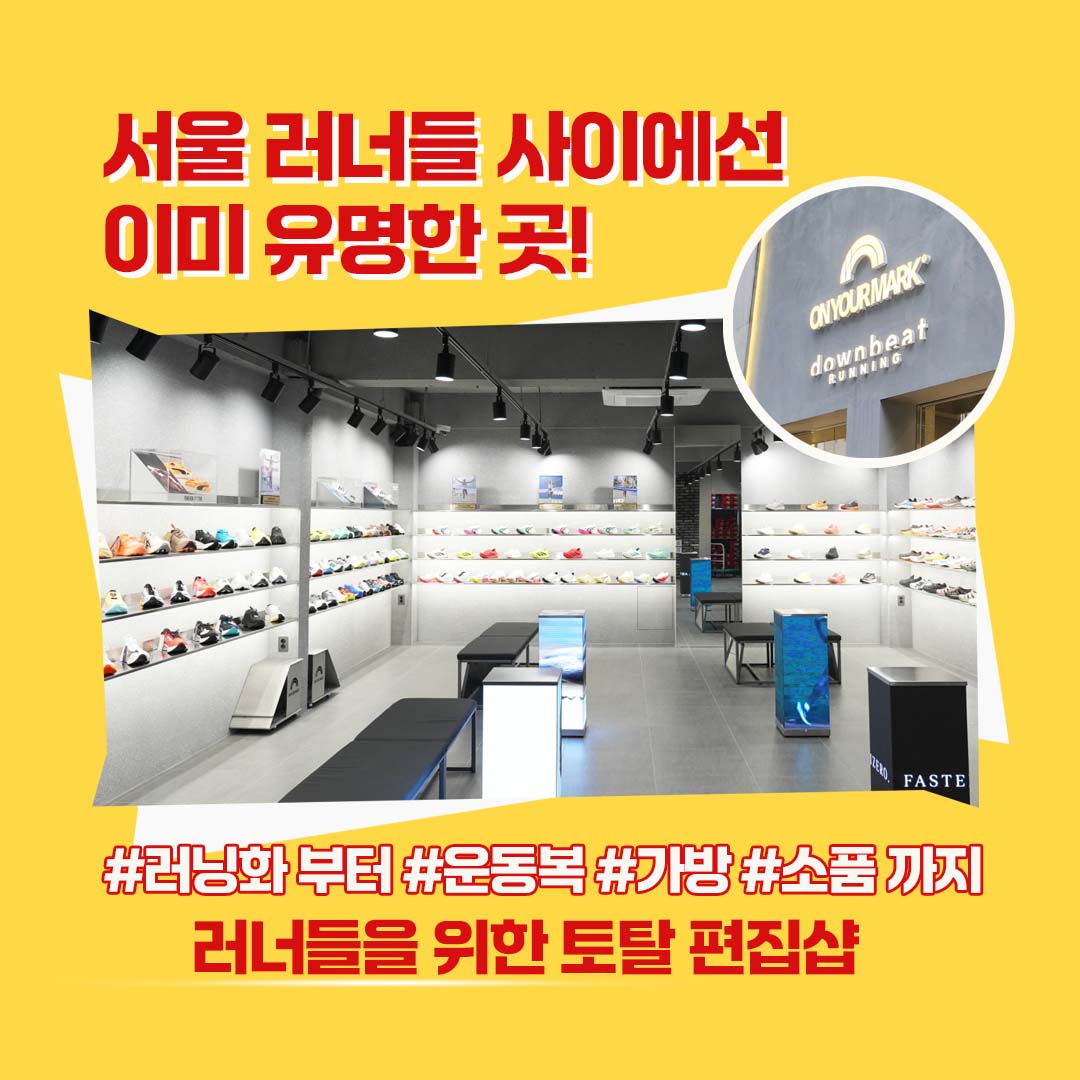 서울 러너들 사이에선
이미 유명한 곳!
ON YOUR MARK
downbeat
RUNNING
ZERO.
FASTE
#러닝화 부터 #운동복 #가방 #소품 까지
러너들을 위한 토탈 편집샵